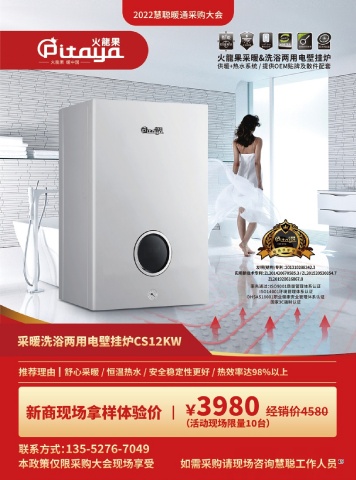 2022慧聪暖通采购大会
火龍果
Pitaya
火龍果 暖中國
火龍果采暖&洗浴两用电壁挂炉
供暖+热水系统 / 提供OEM贴牌及散件配套
Pitaya
采暖洗浴两用电壁挂炉CS12KW
推荐理由 | 舒心采暖 / 恒温热水 / 安全稳定性更好 / 热效率达98%以上
新商现场拿样体验价 | ¥3980 经销价4580
(活动现场限量10台)
联系方式：135-5276-7049
本政策仅限采购大会现场享受 如需采购请现场咨询慧聪工作人员